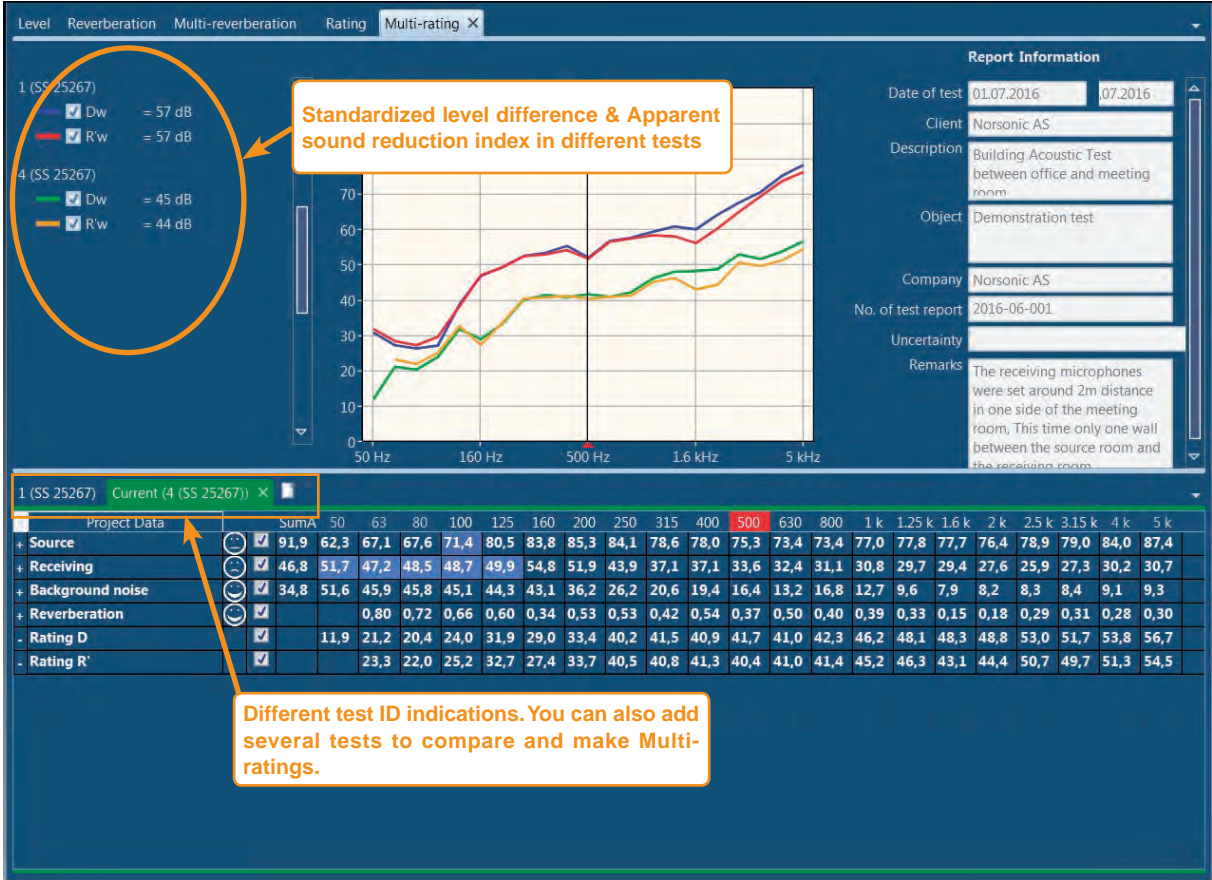 Level Reverberation Multi-reverberation Rating Multi-rating ×
1 (SS 25267)
Dw = 57 dB
R'w = 57 dB
4 (SS 25267)
Dw = 45 dB
R'w = 44 dB
Standardized level difference & Apparent
sound reduction index in different tests
70
60
50
40
30
20
10
0
50 Hz 160 Hz 500 Hz 1.6 kHz 5 kHz
Report Information
Date of test 01.07.2016 .07.2016
Client Norsonic AS
Description Building Acoustic Test
between office and meeting
room
Object Demonstration test
Company Norsonic AS
No. of test report 2016-06-001
Uncertainty
Remarks The receiving microphones
were set around 2m distance
in one side of the meeting
room, This time only one wall
between the source room and
the receiving room
1 (SS 25267) Current (4 (SS 25267)) ×
Project Data SumA 50 63 80 100 125 160 200 250 315 400 500 630 800 1 k 1.25 k 1.6 k 2 k 2.5 k 3.15 k 4 k 5 k
+ Source 91,9 62,3 67,1 67,6 71,4 80,5 83,8 85,3 84,1 78,6 78,0 75,3 73,4 73,4 77,0 77,8 77,7 76,4 78,9 79,0 84,0 87,4
+ Receiving 46,8 51,7 47,2 48,5 48,7 49,9 54,8 51,9 43,9 37,1 37,1 33,6 32,4 31,1 30,8 29,7 29,4 27,6 25,9 27,3 30,2 30,7
+ Background noise 34,8 51,6 45,9 45,8 45,1 44,3 43,1 36,2 26,2 20,6 19,4 16,4 13,2 16,8 12,7 9,6 7,9 8,2 8,3 8,4 9,1 9,3
+ Reverberation 0,80 0,72 0,66 0,60 0,34 0,53 0,53 0,42 0,54 0,37 0,50 0,40 0,39 0,33 0,15 0,18 0,29 0,31 0,28 0,30
- Rating D 11,9 21,2 20,4 24,0 31,9 29,0 33,4 40,2 41,5 40,9 41,7 41,0 42,3 46,2 48,1 48,3 48,8 53,0 51,7 53,8 56,7
- Rating R' 23,3 22,0 25,2 32,7 27,4 33,7 40,5 40,8 41,3 40,4 41,0 41,4 45,2 46,3 43,1 44,4 50,7 49,7 51,3 54,5
Different test ID indications. You can also add
several tests to compare and make Multi-
ratings.